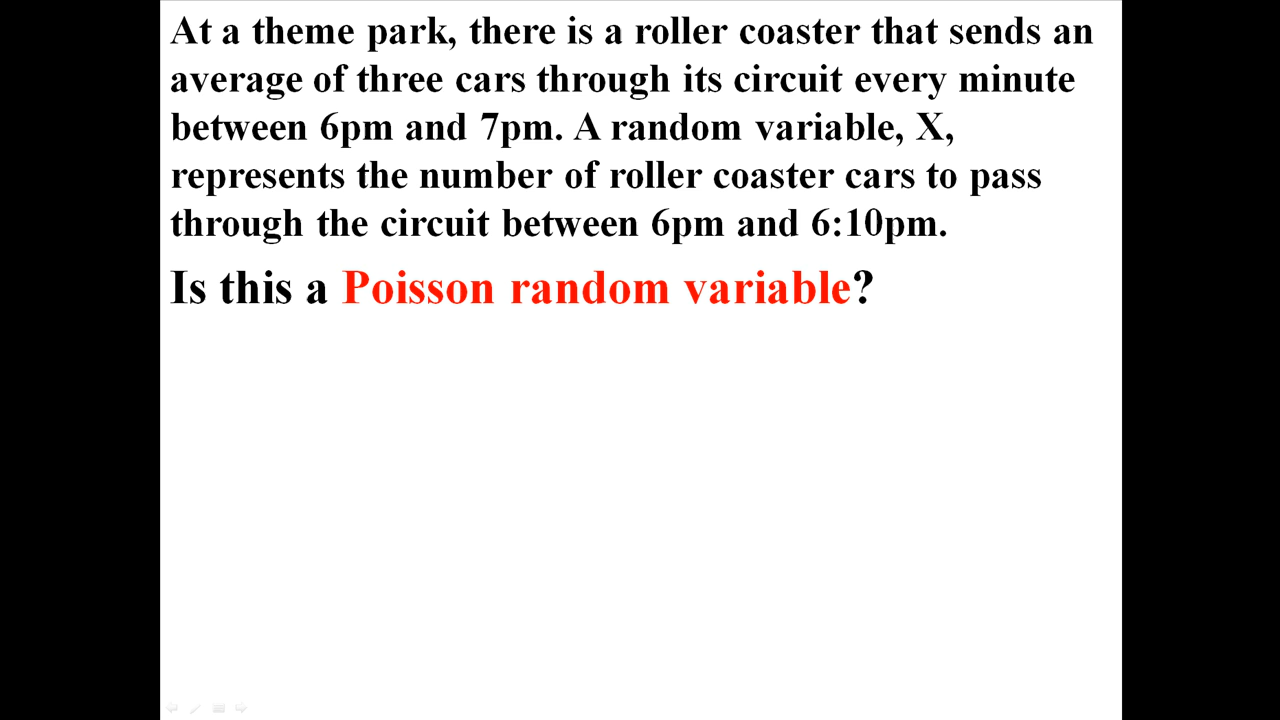 At a theme park, there is a roller coaster that sends an
average of three cars through its circuit every minute
between 6pm and 7pm. A random variable, X,
represents the number of roller coaster cars to pass
through the circuit between 6pm and 6:10pm.
Is this a Poisson random variable?